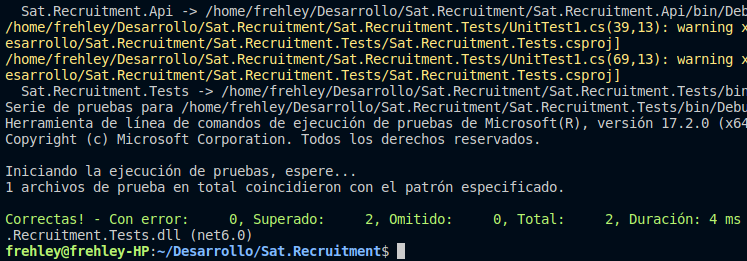 Sat.Recruitment.Api -> /home/frehley/Desarrollo/Sat.Recruitment/Sat.Recruitment.Api/bin/Deb
/home/frehley/Desarrollo/Sat.Recruitment/Sat.Recruitment.Tests/UnitTest1.cs(39,13): warning x
esarrollo/Sat.Recruitment/Sat.Recruitment.Tests/Sat.Recruitment.Tests.csproj]
/home/frehley/Desarrollo/Sat.Recruitment/Sat.Recruitment.Tests/UnitTest1.cs(69,13): warning x
esarrollo/Sat.Recruitment/Sat.Recruitment.Tests/Sat.Recruitment.Tests.csproj]
Sat.Recruitment.Tests -> /home/frehley/Desarrollo/Sat.Recruitment/Sat.Recruitment.Tests/bin
Serie de pruebas para /home/frehley/Desarrollo/Sat.Recruitment/Sat.Recruitment.Tests/bin/Debu
Herramienta de línea de comandos de ejecución de pruebas de Microsoft(R), versión 17.2.0 (x64
Copyright (c) Microsoft Corporation. Todos los derechos reservados.
Iniciando la ejecución de pruebas, espere...
1 archivos de prueba en total coincidieron con el patrón especificado.
Correctas! - Con error:     0, Superado:     2, Omitido:     0, Total:     2, Duración: 4 ms
.Recruitment.Tests.dll (net6.0)
frehley@frehley-HP:~/Desarrollo/Sat.Recruitment$